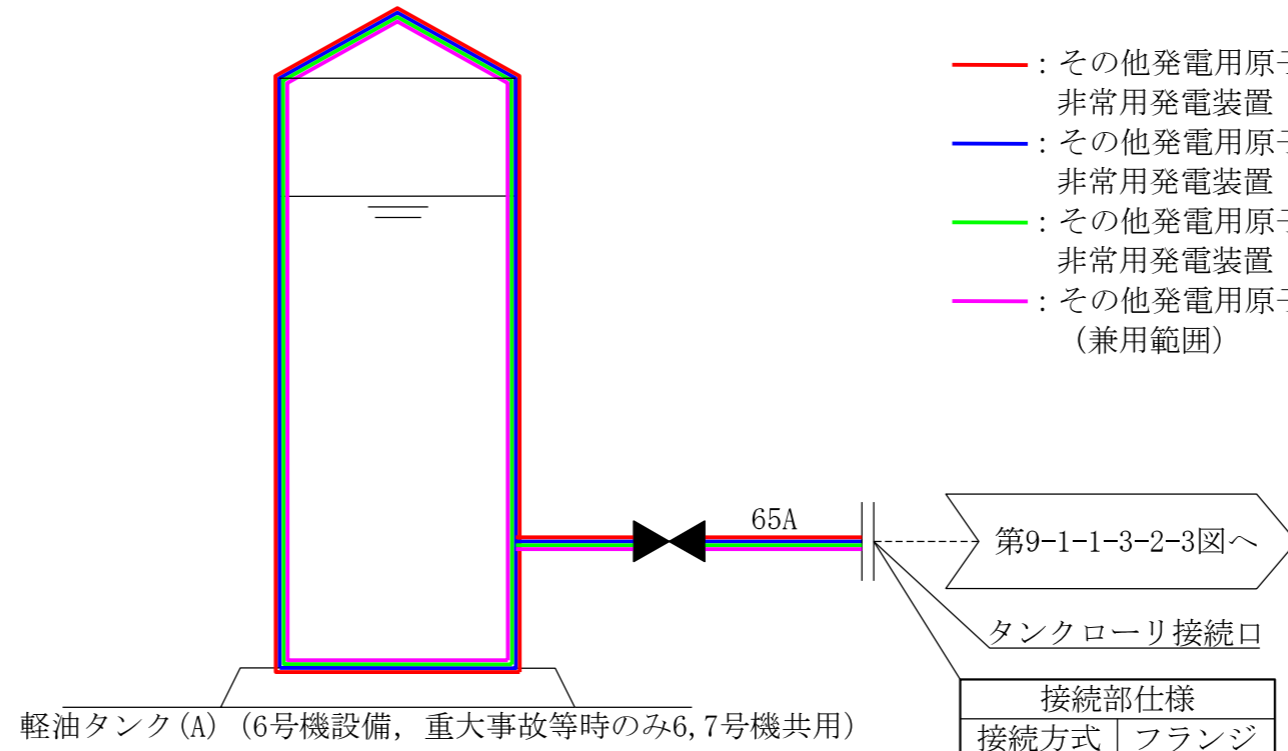 ：その他発電用原子
非常用発電装置
：その他発電用原子
非常用発電装置
：その他発電用原子
非常用発電装置
：その他発電用原子
（兼用範囲）
65A
第9-1-1-3-2-3図へ
タンクローリ接続口
接続部仕様
接続方式 フランジ
軽油タンク(A) (6号機設備, 重大事故等時のみ6,7号機共用)